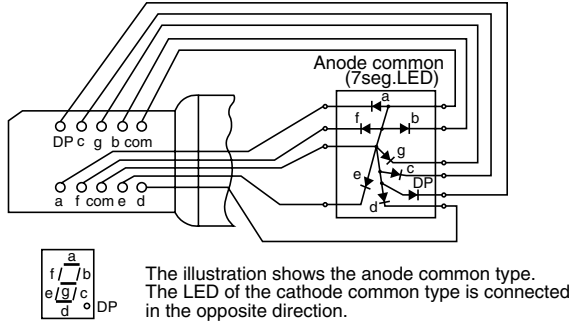 Anode common
(7seg.LED)
a
f b
g
c
e
DP
d
DP c g b com
a f com e d
a
f b
e g c
d DP
The illustration shows the anode common type.
The LED of the cathode common type is connected
in the opposite direction.